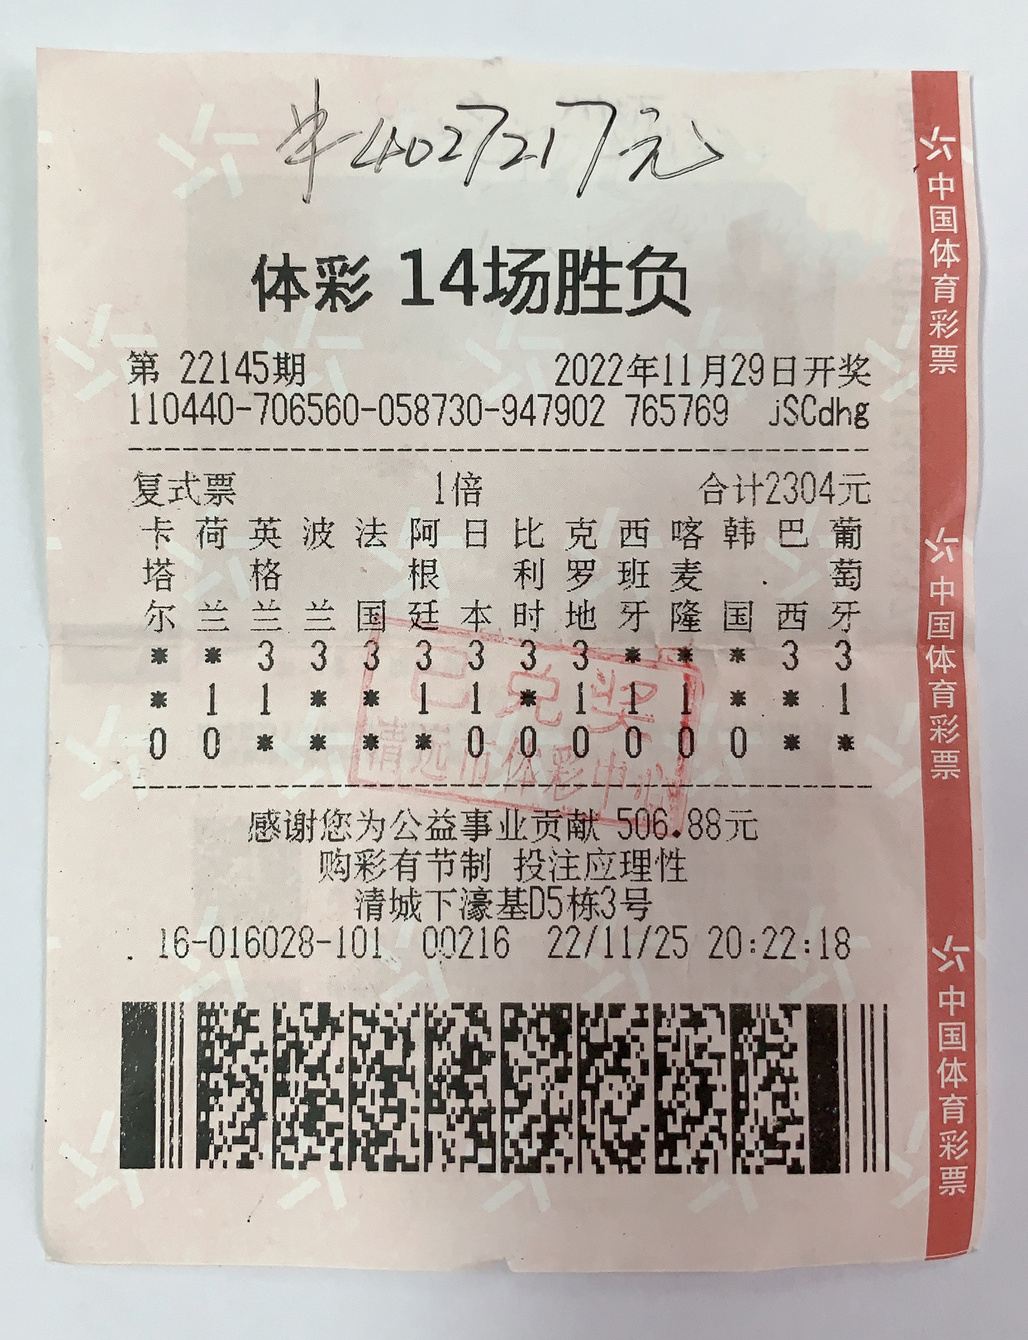 中4027217元
体彩 14场胜负
第 22145期 2022年11月29日开奖
110440-706560-058730-947902 765769 jSCdhg
复式票 1倍 合计2304元
卡 荷 英 波 法 阿 日 比 克 西 喀 韩 巴 葡
塔 格 根 利 罗 班 麦 . 萄
尔 兰 兰 兰 国 廷 本 时 地 牙 隆 国 西 牙
* * 3 3 3 3 3 3 3 * * * 3 3
* 1 1 * * 1 1 * 1 1 1 * * 1
0 0 * * * * 0 0 0 0 0 0 * *
已兑奖
清远市体彩中心
感谢您为公益事业贡献 506.88元
购彩有节制 投注应理性
清城下濠基D5栋3号
16-016028-101 00216 22/11/25 20:22:18
中国体育彩票
中国体育彩票
中国体育彩票